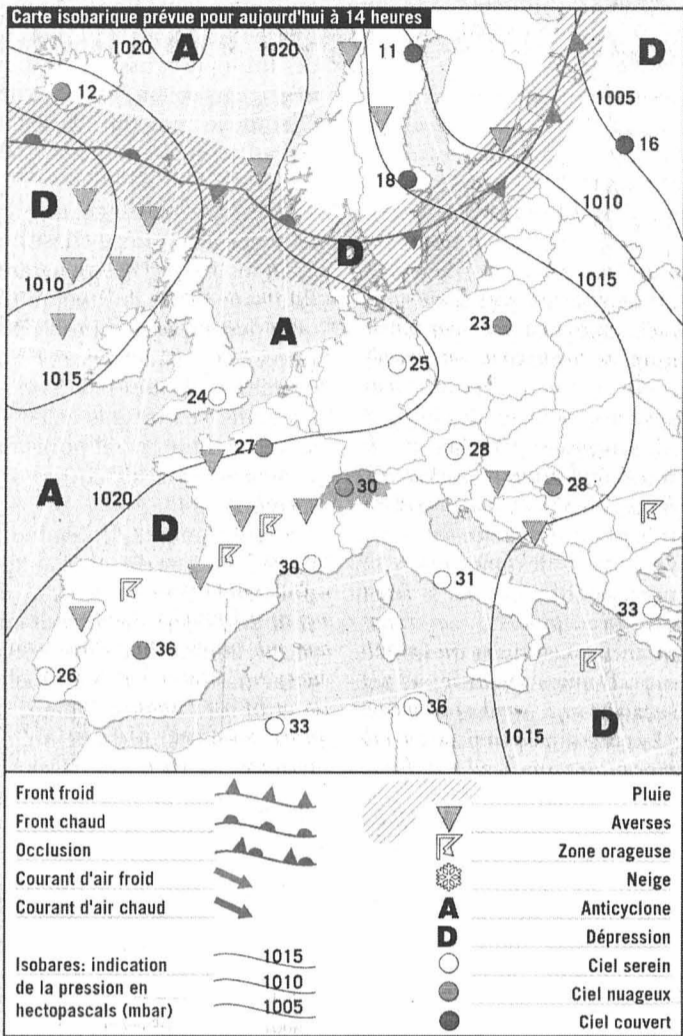 Carte isobarique prévue pour aujourd'hui à 14 heures
1020 A 1020 11 D
12 1005
16
18
D 1010
D
1010 1015
A 23
1015 25
24
27 28
A 1020 30 28
D
30 31
33
36
26
36
33 D
1015
Front froid
Front chaud
Occlusion
Courant d'air froid
Courant d'air chaud
Isobares: indication
de la pression en
hectopascals (mbar)
1015
1010
1005
Pluie
Averses
Zone orageuse
Neige
A Anticyclone
D Dépression
Ciel serein
Ciel nuageux
Ciel couvert